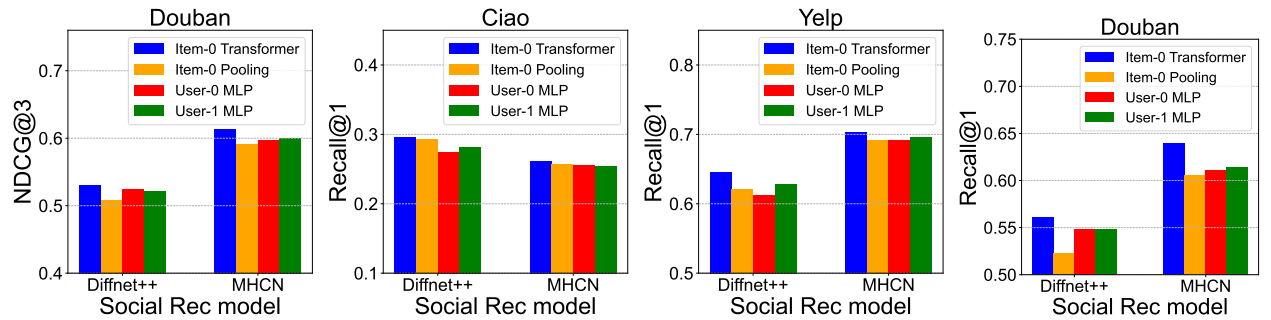 Douban
NDCG@3
0.7
0.6
0.5
0.4
Item-0 Transformer
Item-0 Pooling
User-0 MLP
User-1 MLP
Diffnet++ MHCN
Social Rec model
Ciao
Recall@1
0.4
0.3
0.2
0.1
Item-0 Transformer
Item-0 Pooling
User-0 MLP
User-1 MLP
Diffnet++ MHCN
Social Rec model
Yelp
Recall@1
0.8
0.7
0.6
0.5
Item-0 Transformer
Item-0 Pooling
User-0 MLP
User-1 MLP
Diffnet++ MHCN
Social Rec model
Douban
Recall@1
0.75
0.70
0.65
0.60
0.55
0.50
Item-0 Transformer
Item-0 Pooling
User-0 MLP
User-1 MLP
Diffnet++ MHCN
Social Rec model